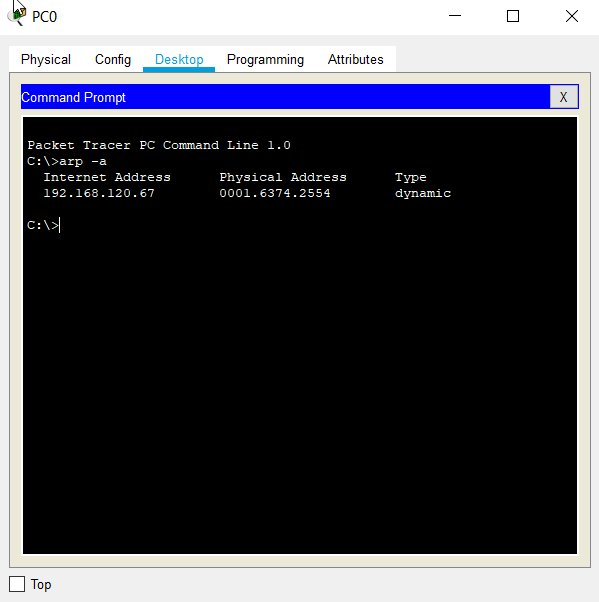 PC0
Physical Config Desktop Programming Attributes
Command Prompt X
Packet Tracer PC Command Line 1.0
C:\>arp -a
Internet Address Physical Address Type
192.168.120.67 0001.6374.2554 dynamic
C:\>
Top